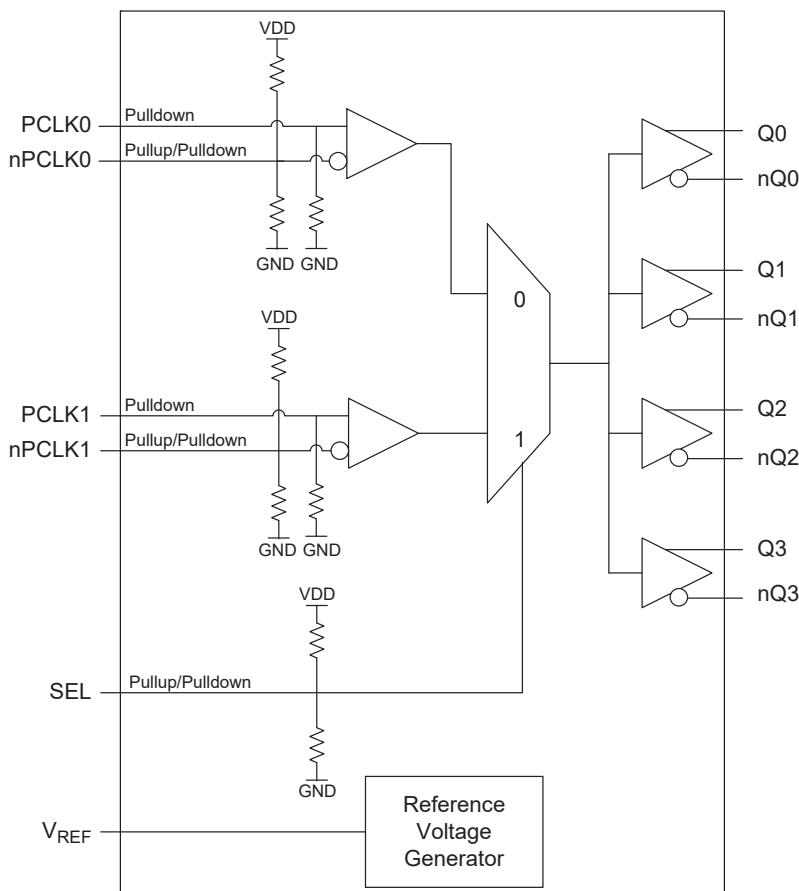 VDD
PCLK0
Pulldown
nPCLK0
Pullup/Pulldown
GND
GND
VDD
PCLK1
Pulldown
nPCLK1
Pullup/Pulldown
GND
GND
0
1
Q0
nQ0
Q1
nQ1
Q2
nQ2
Q3
nQ3
VDD
SEL
Pullup/Pulldown
GND
VREF
Reference
Voltage
Generator